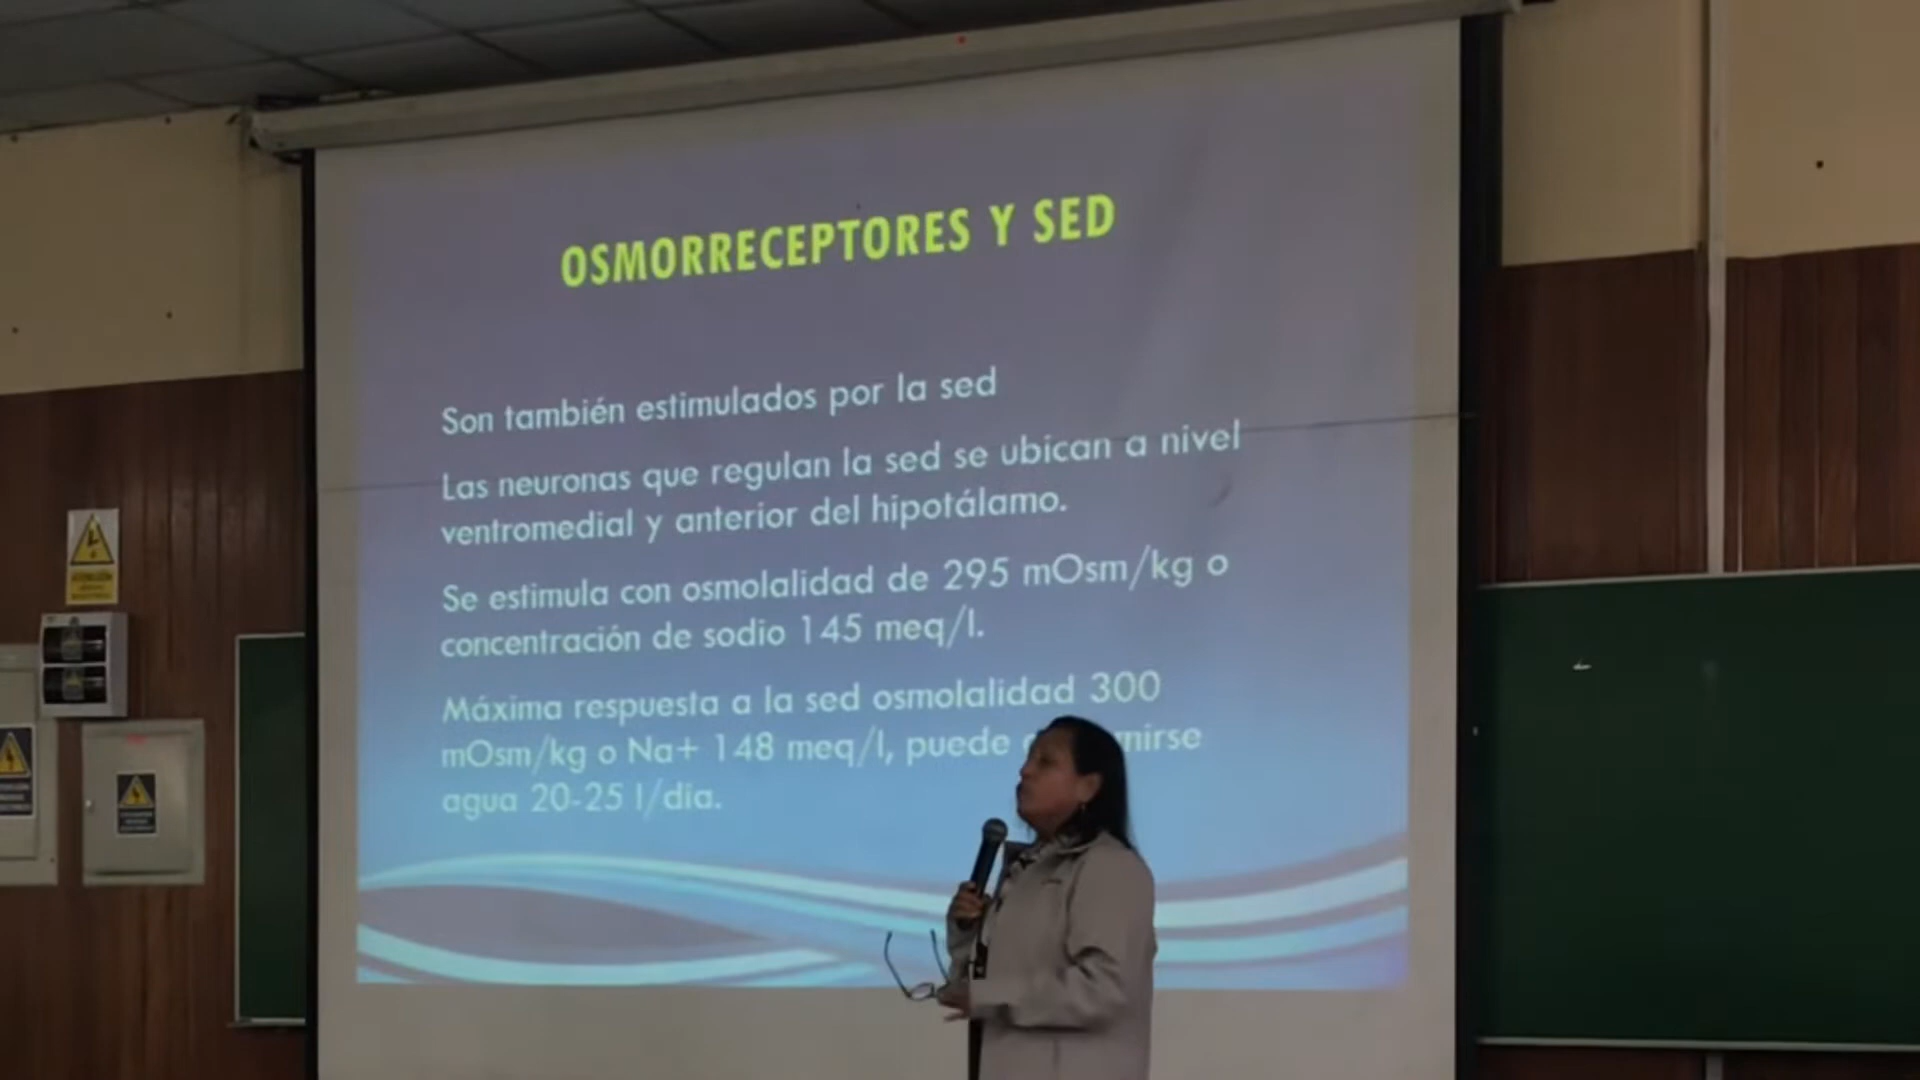 OSMORRECEPTORES Y SED
Son también estimulados por la sed
Las neuronas que regulan la sed se ubican a nivel
ventromedial y anterior del hipotálamo.
Se estimula con osmolalidad de 295 mOsm/kg o
concentración de sodio 145 meq/l.
Máxima respuesta a la sed osmolalidad 300
mOsm/kg o Na+ 148 meq/l, puede
agua 20-25 l/dia.